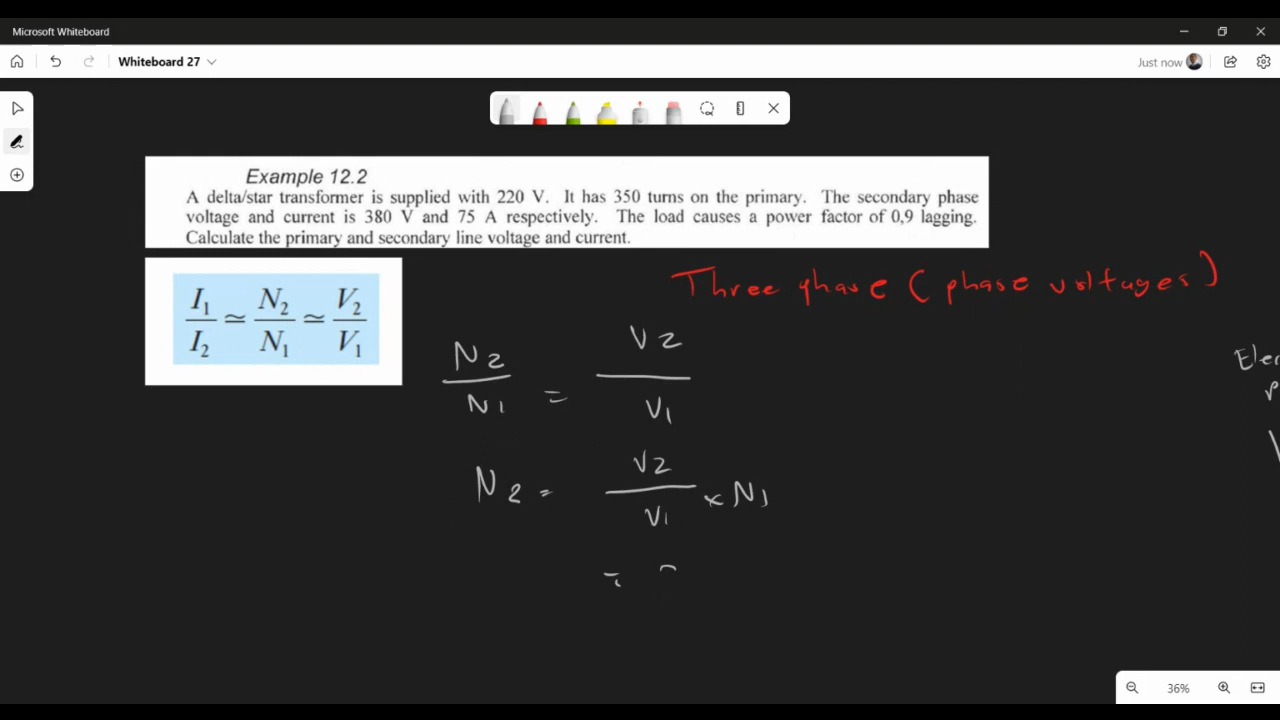 Microsoft Whiteboard
Whiteboard 27
Just now
Example 12.2
A delta/star transformer is supplied with 220 V. It has 350 turns on the primary. The secondary phase
voltage and current is 380 V and 75 A respectively. The load causes a power factor of 0,9 lagging.
Calculate the primary and secondary line voltage and current.
I₁/I₂ ≃ N₂/N₁ ≃ V₂/V₁
Three phase (phase voltages)
N2/N1 = V2/V1
N2 = V2/V1 × N1
=
36%